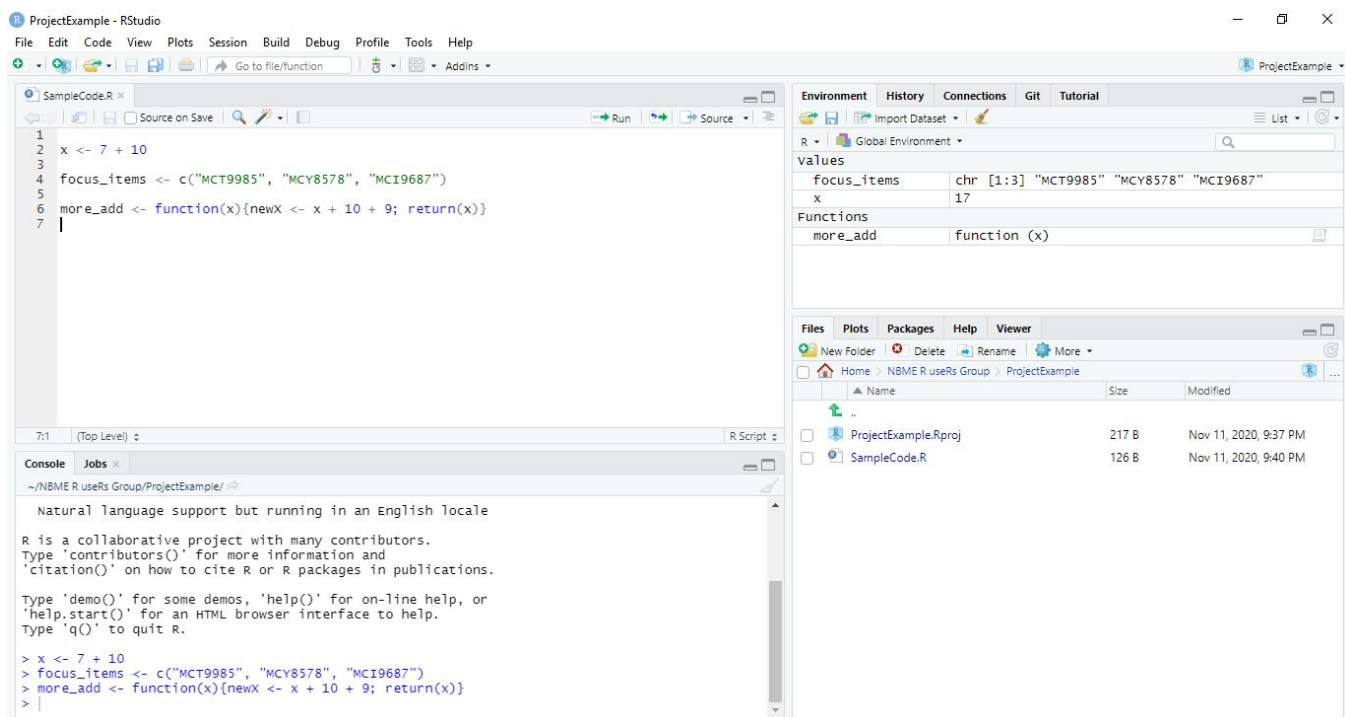 ProjectExample - RStudio
File Edit Code View Plots Session Build Debug Profile Tools Help
Go to file/function Addins ProjectExample
SampleCode.R
Source on Save Run Source
1
2 x <- 7 + 10
3
4 focus_items <- c("MCT9985", "MCY8578", "MCI9687")
5
6 more_add <- function(x){newX <- x + 10 + 9; return(x)}
7
7:1 (Top Level) R Script
Console Jobs
~/NBME R useRs Group/ProjectExample/
Natural language support but running in an English locale
R is a collaborative project with many contributors.
Type 'contributors()' for more information and
'citation()' on how to cite R or R packages in publications.
Type 'demo()' for some demos, 'help()' for on-line help, or
'help.start()' for an HTML browser interface to help.
Type 'q()' to quit R.
> x <- 7 + 10
> focus_items <- c("MCT9985", "MCY8578", "MCI9687")
> more_add <- function(x){newX <- x + 10 + 9; return(x)}
>
Environment History Connections Git Tutorial
Import Dataset List
R Global Environment
Values
focus_items chr [1:3] "MCT9985" "MCY8578" "MCI9687"
x 17
Functions
more_add function (x)
Files Plots Packages Help Viewer
New Folder Delete Rename More
Home > NBME R useRs Group > ProjectExample ...
Name Size Modified
..
ProjectExample.Rproj 217 B Nov 11, 2020, 9:37 PM
SampleCode.R 126 B Nov 11, 2020, 9:40 PM